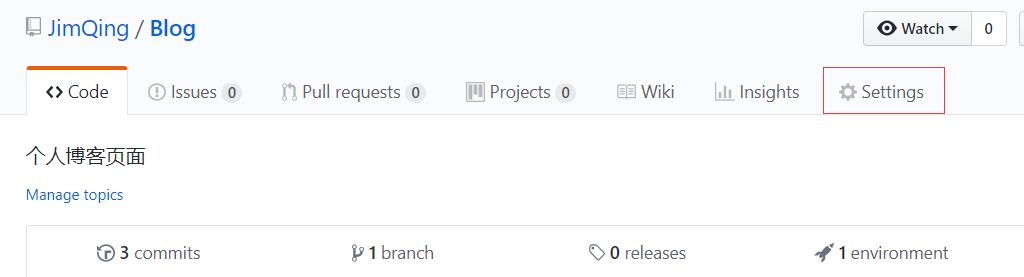 JimQing / Blog
Watch 0
Code Issues 0 Pull requests 0 Projects 0 Wiki Insights Settings
个人博客页面
Manage topics
3 commits 1 branch 0 releases 1 environment